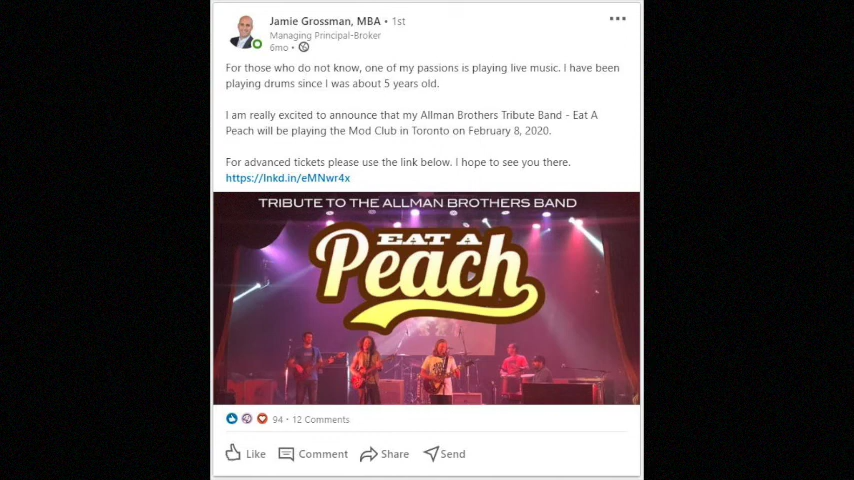 Jamie Grossman, MBA • 1st
Managing Principal-Broker
6mo •
For those who do not know, one of my passions is playing live music. I have been
playing drums since I was about 5 years old.
I am really excited to announce that my Allman Brothers Tribute Band - Eat A
Peach will be playing the Mod Club in Toronto on February 8, 2020.
For advanced tickets please use the link below. I hope to see you there.
https://lnkd.in/eMNwr4x
TRIBUTE TO THE ALLMAN BROTHERS BAND
EAT A
Peach
94 • 12 Comments
Like Comment Share Send